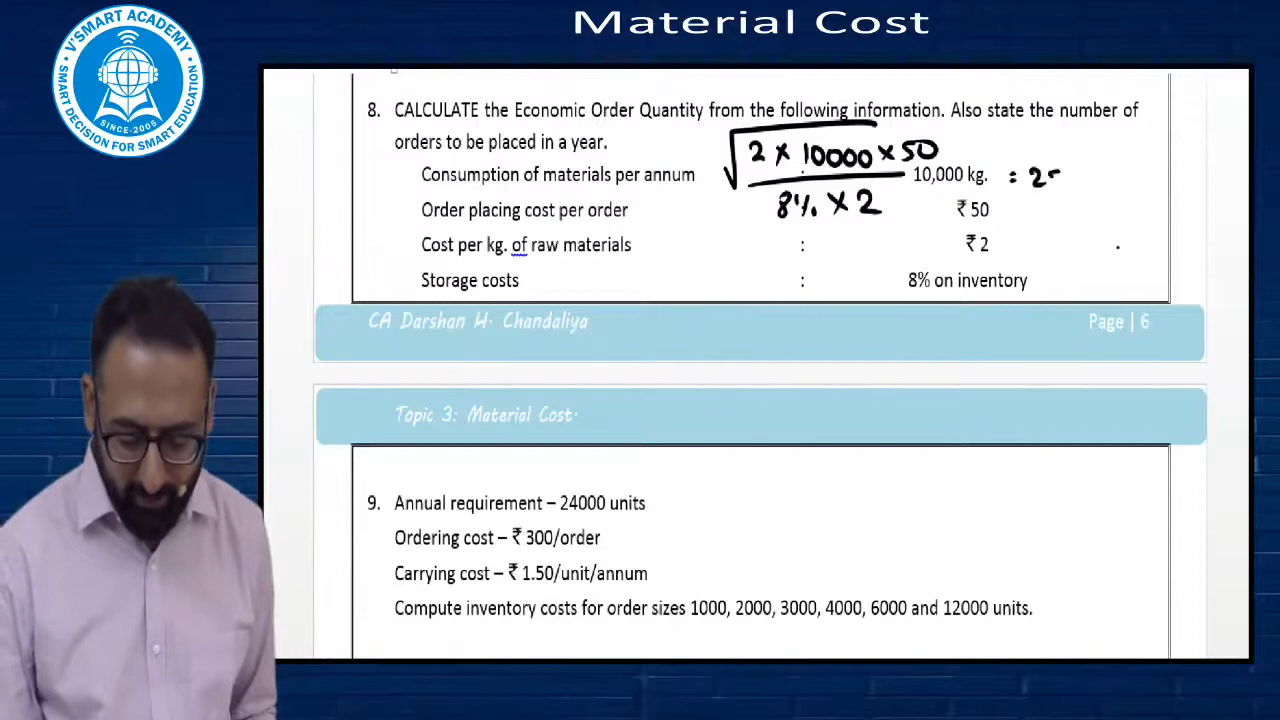 Material Cost
V'SMART ACADEMY
SMART DECISION FOR SMART EDUCATION
SINCE-2005
8. CALCULATE the Economic Order Quantity from the following information. Also state the number of
orders to be placed in a year.
√ 2 × 10000 × 50
8% × 2
= 2
Consumption of materials per annum : 10,000 kg.
Order placing cost per order ₹ 50
Cost per kg. of raw materials : ₹ 2
Storage costs : 8% on inventory
CA Darshan H. Chandaliya Page | 6
Topic 3: Material Cost.
9. Annual requirement – 24000 units
Ordering cost – ₹ 300/order
Carrying cost – ₹ 1.50/unit/annum
Compute inventory costs for order sizes 1000, 2000, 3000, 4000, 6000 and 12000 units.